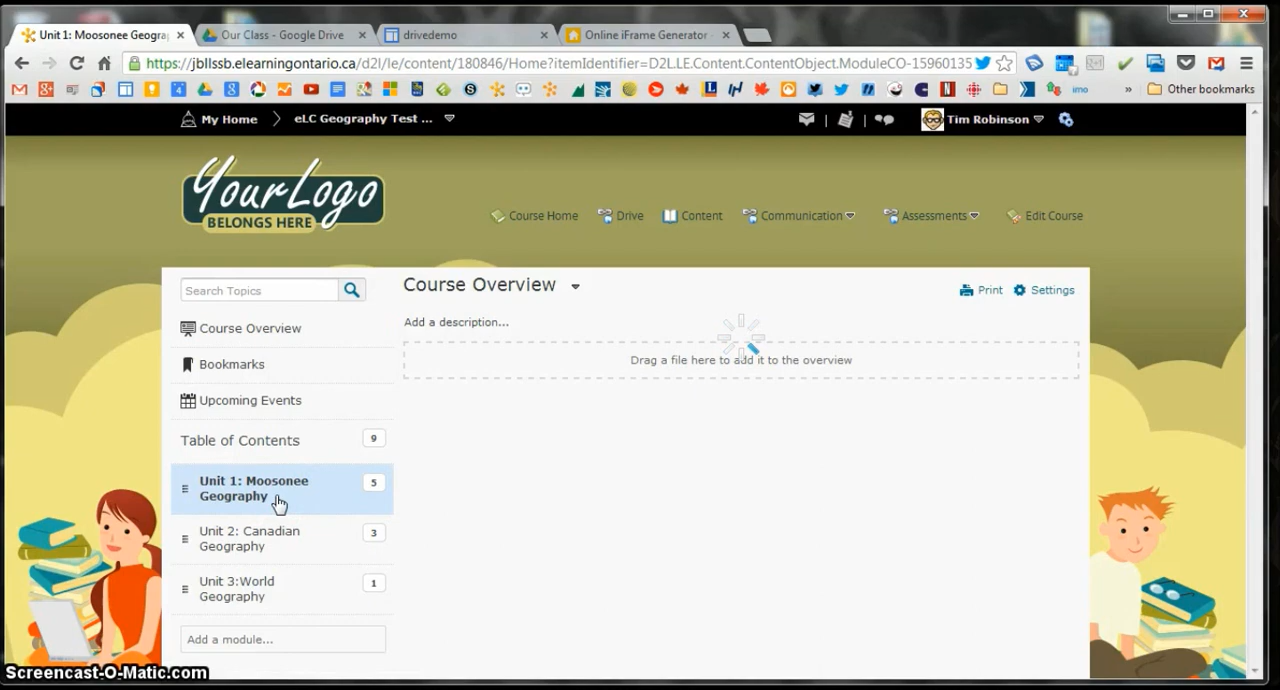 Unit 1: Moosonee Geogra
Our Class - Google Drive
drivedemo
Online iFrame Generator -
https://jbllssb.elearningontario.ca/d2l/le/content/180846/Home?itemIdentifier=D2L.LE.Content.ContentObject.ModuleCO-15960135
imo
» Other bookmarks
My Home
eLC Geography Test ...
Tim Robinson
YourLogo
BELONGS HERE
Course Home
Drive
Content
Communication
Assessments
Edit Course
Search Topics
Course Overview
Print
Settings
Add a description...
Drag a file here to add it to the overview
Course Overview
Bookmarks
Upcoming Events
Table of Contents 9
Unit 1: Moosonee 5
Geography
Unit 2: Canadian 3
Geography
Unit 3:World 1
Geography
Add a module...
Screencast-O-Matic.com